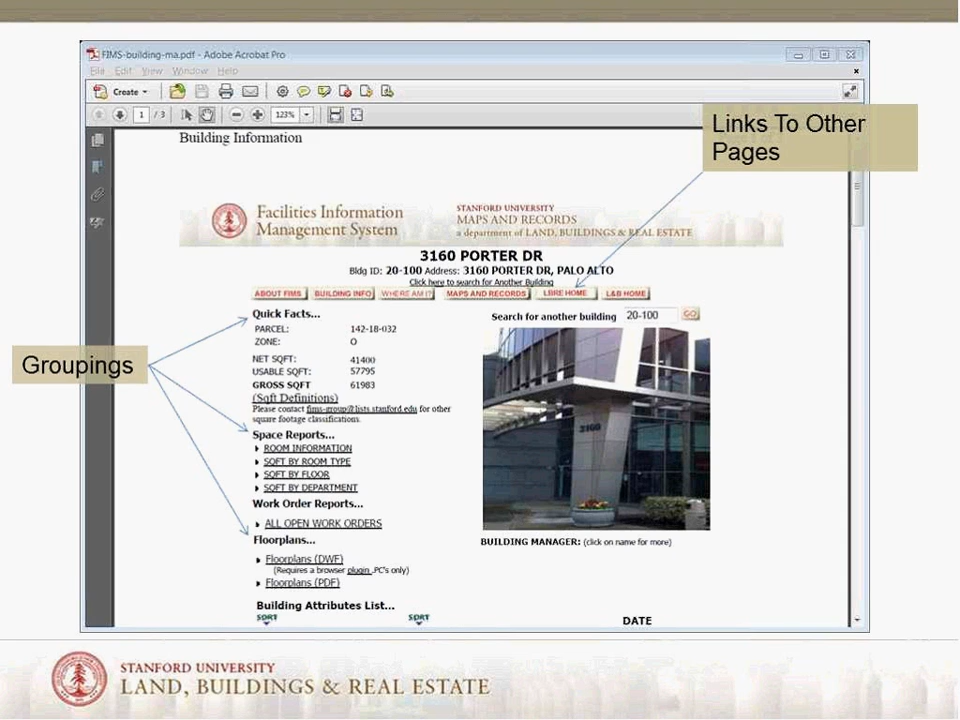 FIMS-building-ma.pdf - Adobe Acrobat Pro
File Edit View Window Help
Create
1 / 3
123%
Building Information
Links To Other
Pages
Facilities Information
Management System
STANFORD UNIVERSITY
MAPS AND RECORDS
a department of LAND, BUILDINGS & REAL ESTATE
3160 PORTER DR
Bldg ID: 20-100 Address: 3160 PORTER DR, PALO ALTO
Click here to search for Another Building
ABOUT FIMS BUILDING INFO WHERE AM I? MAPS AND RECORDS LBRE HOME L&B HOME
Quick Facts...
Search for another building 20-100 GO
PARCEL: 142-18-032
ZONE: O
NET SQFT: 41400
USABLE SQFT: 57795
GROSS SQFT 61983
(Sqft Definitions)
Please contact fims-group@lists.stanford.edu for other
square footage classifications.
Groupings
Space Reports...
ROOM INFORMATION
SQFT BY ROOM TYPE
SQFT BY FLOOR
SQFT BY DEPARTMENT
Work Order Reports...
ALL OPEN WORK ORDERS
Floorplans...
Floorplans (DWF)
(Requires a browser plugin ,PC's only)
Floorplans (PDF)
BUILDING MANAGER: (click on name for more)
Building Attributes List...
SORT SORT
DATE
STANFORD UNIVERSITY
LAND, BUILDINGS & REAL ESTATE